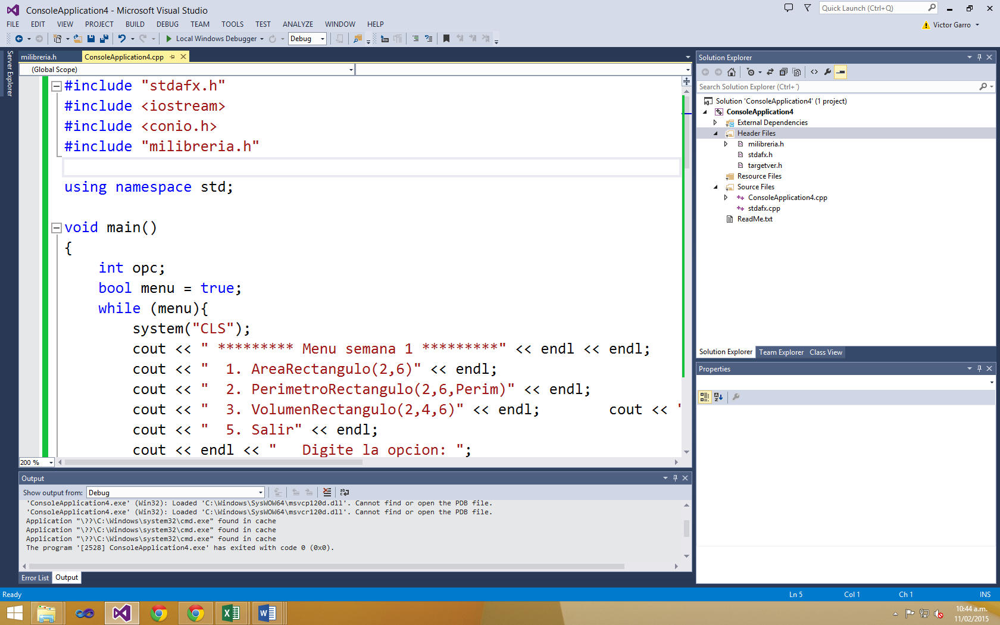 ConsoleApplication4 - Microsoft Visual Studio
Quick Launch (Ctrl+Q)
FILE EDIT VIEW PROJECT BUILD DEBUG TEAM TOOLS TEST ANALYZE WINDOW HELP
Victor Garro
Local Windows Debugger Debug
Server Explorer
milibreria.h ConsoleApplication4.cpp
(Global Scope)
#include "stdafx.h"
#include <iostream>
#include <conio.h>
#include "milibreria.h"
using namespace std;
void main()
{
int opc;
bool menu = true;
while (menu){
system("CLS");
cout << " ********* Menu semana 1 *********" << endl << endl;
cout << "  1. AreaRectangulo(2,6)" << endl;
cout << "  2. PerimetroRectangulo(2,6,Perim)" << endl;
cout << "  3. VolumenRectangulo(2,4,6)" << endl;        cout << "
cout << "  5. Salir" << endl;
cout << endl << "   Digite la opcion: ";
200 %
Output
Show output from: Debug
'ConsoleApplication4.exe' (Win32): Loaded 'C:\Windows\SysWOW64\msvcp120d.dll'. Cannot find or open the PDB file.
'ConsoleApplication4.exe' (Win32): Loaded 'C:\Windows\SysWOW64\msvcr120d.dll'. Cannot find or open the PDB file.
Application "\??\C:\Windows\system32\cmd.exe" found in cache
Application "\??\C:\Windows\system32\cmd.exe" found in cache
Application "\??\C:\Windows\system32\cmd.exe" found in cache
The program '[2528] ConsoleApplication4.exe' has exited with code 0 (0x0).
Error List Output
Solution Explorer
Search Solution Explorer (Ctrl+´)
Solution 'ConsoleApplication4' (1 project)
ConsoleApplication4
External Dependencies
Header Files
milibreria.h
stdafx.h
targetver.h
Resource Files
Source Files
ConsoleApplication4.cpp
stdafx.cpp
ReadMe.txt
Solution Explorer Team Explorer Class View
Properties
Ready Ln 5 Col 1 Ch 1 INS
10:44 a.m.
11/02/2015